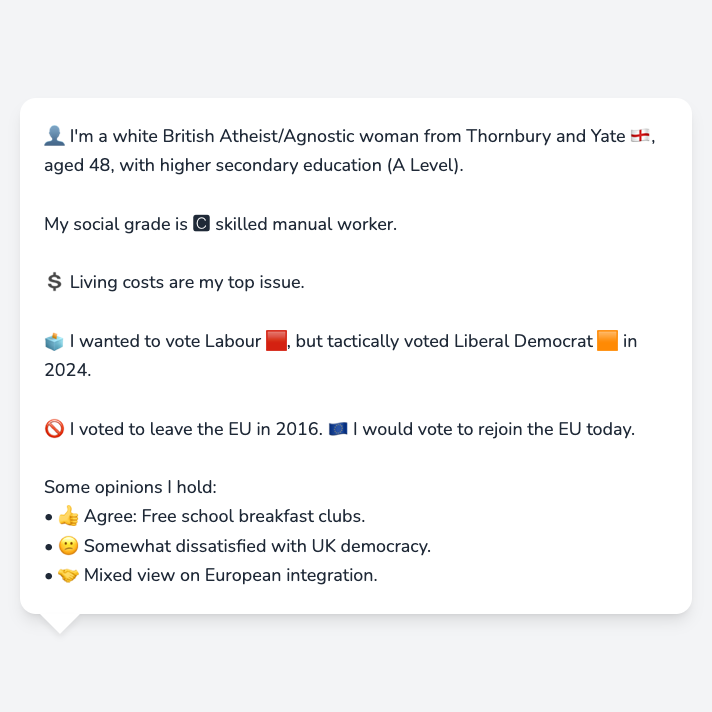 👤 I'm a white British Atheist/Agnostic woman from Thornbury and Yate 🏴󠁧󠁢󠁥󠁮󠁧󠁿,
aged 48, with higher secondary education (A Level).
My social grade is 🅲 skilled manual worker.
💲 Living costs are my top issue.
🗳️ I wanted to vote Labour 🟥, but tactically voted Liberal Democrat 🟧 in
2024.
🚫 I voted to leave the EU in 2016. 🇪🇺 I would vote to rejoin the EU today.
Some opinions I hold:
• 👍 Agree: Free school breakfast clubs.
• 😕 Somewhat dissatisfied with UK democracy.
• 🤝 Mixed view on European integration.